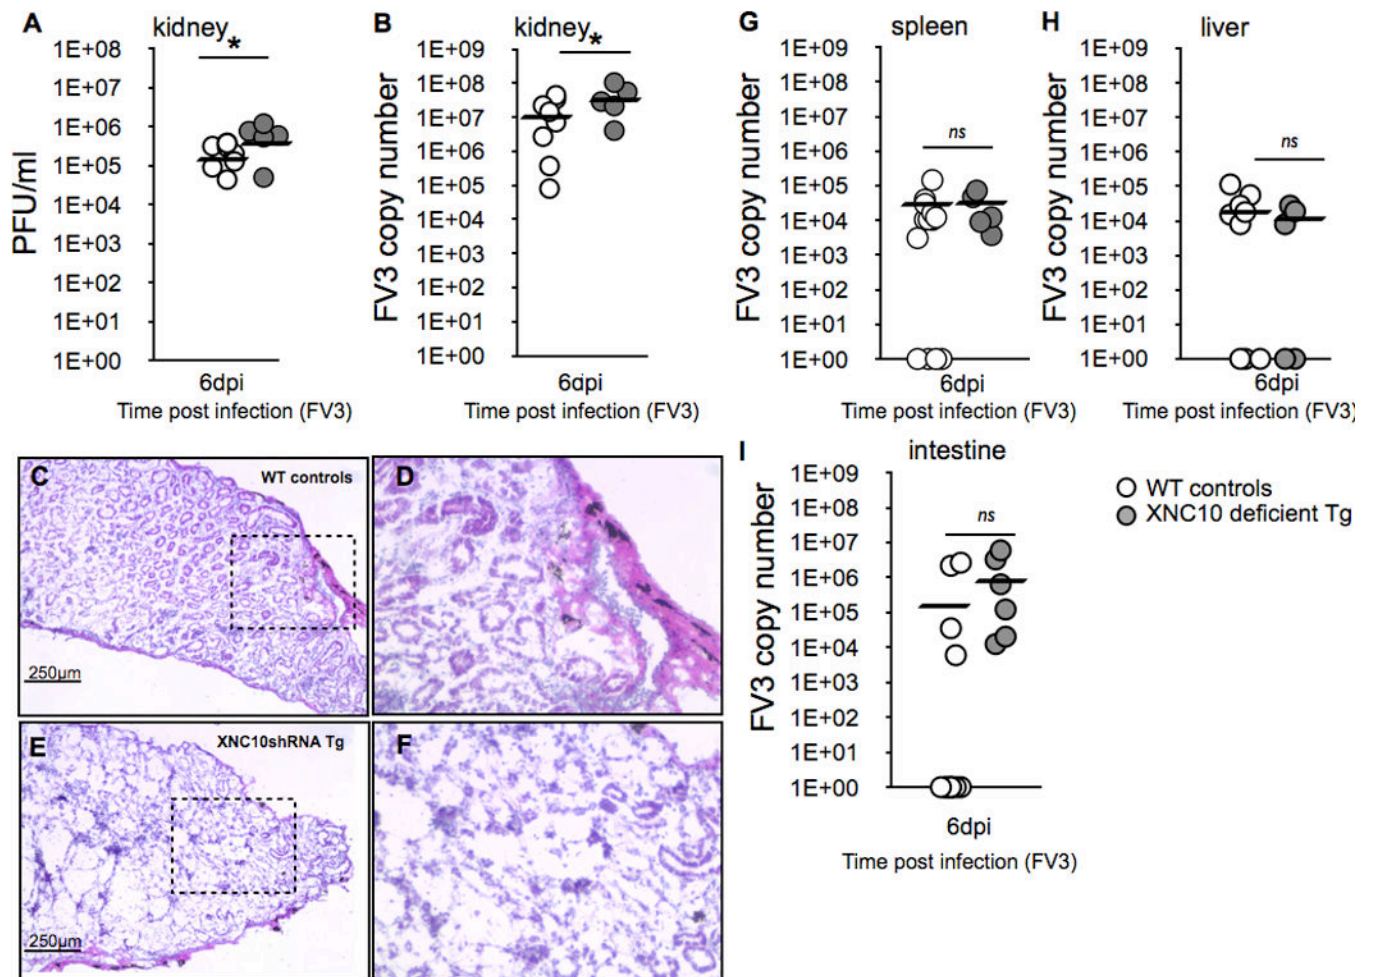 A
kidney
*
1E+08
1E+07
1E+06
1E+05
1E+04
1E+03
1E+02
1E+01
1E+00
PFU/ml
6dpi
Time post infection (FV3)
B
kidney
*
1E+09
1E+08
1E+07
1E+06
1E+05
1E+04
1E+03
1E+02
1E+01
1E+00
FV3 copy number
6dpi
Time post infection (FV3)
G
spleen
ns
1E+09
1E+08
1E+07
1E+06
1E+05
1E+04
1E+03
1E+02
1E+01
1E+00
FV3 copy number
6dpi
Time post infection (FV3)
H
liver
ns
1E+09
1E+08
1E+07
1E+06
1E+05
1E+04
1E+03
1E+02
1E+01
1E+00
FV3 copy number
6dpi
Time post infection (FV3)
C
WT controls
250μm
D
E
XNC10shRNA Tg
250μm
F
I
intestine
ns
1E+09
1E+08
1E+07
1E+06
1E+05
1E+04
1E+03
1E+02
1E+01
1E+00
FV3 copy number
6dpi
Time post infection (FV3)
WT controls
XNC10 deficient Tg